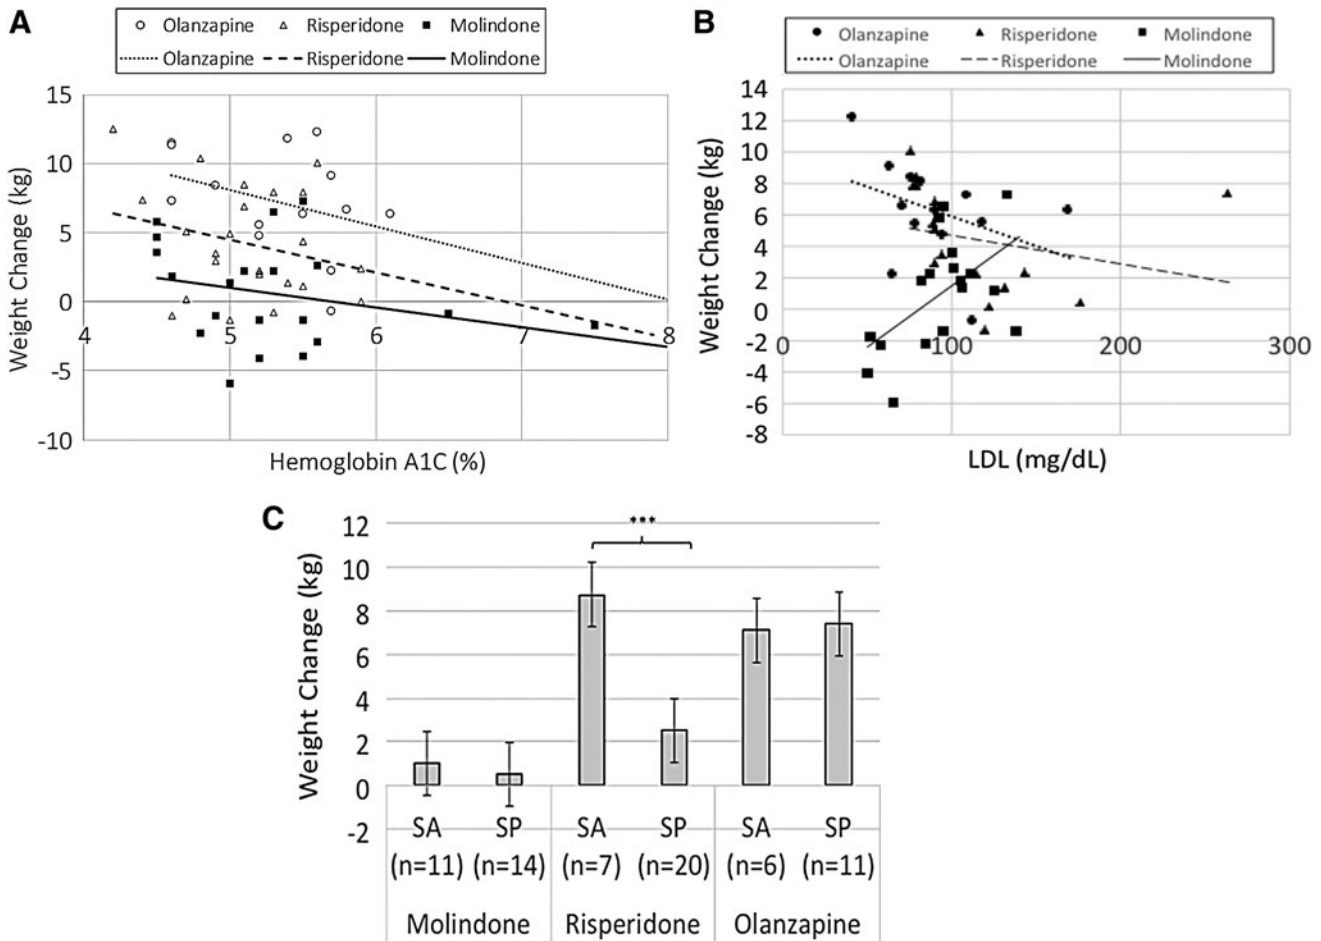 A
Olanzapine Risperidone Molindone
Olanzapine Risperidone Molindone
15
10
5
0
-5
-10
4 5 6 7 8
Weight Change (kg)
Hemoglobin A1C (%)
B
Olanzapine Risperidone Molindone
Olanzapine Risperidone Molindone
14
12
10
8
6
4
2
0
-2
-4
-6
-8
0 100 200 300
Weight Change (kg)
LDL (mg/dL)
C
***
12
10
8
6
4
2
0
-2
Weight Change (kg)
SA SP SA SP SA SP
(n=11) (n=14) (n=7) (n=20) (n=6) (n=11)
Molindone Risperidone Olanzapine